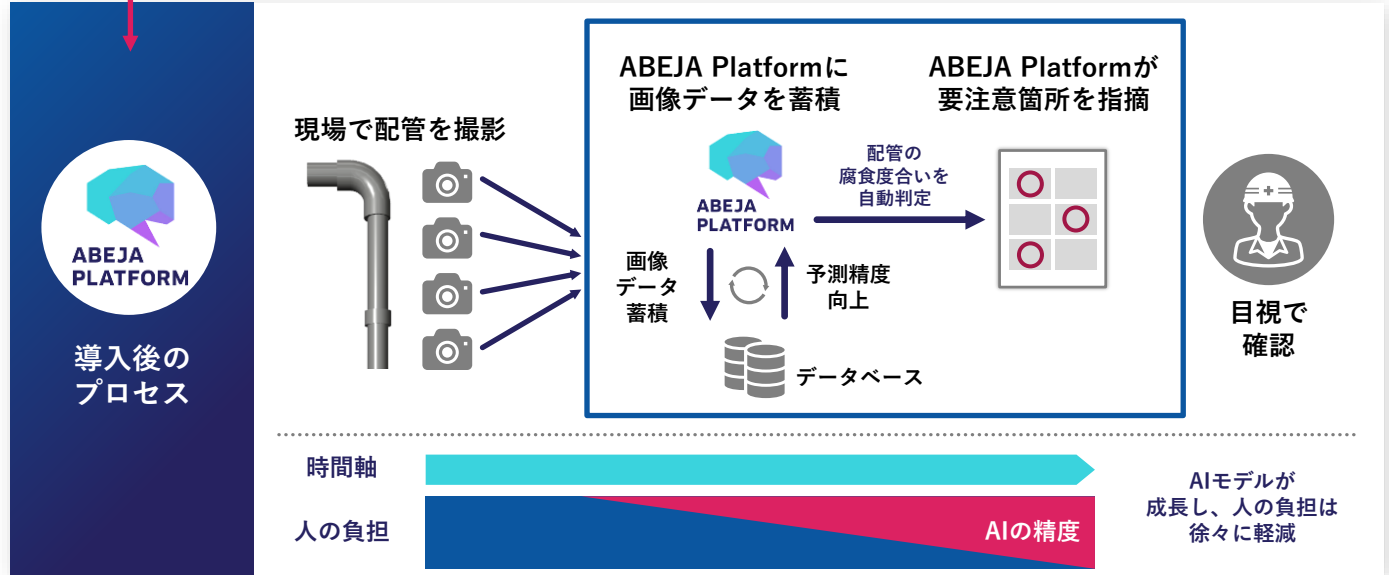 ABEJA
PLATFORM
導入後の
プロセス
現場で配管を撮影
ABEJA Platformに
画像データを蓄積
ABEJA Platformが
要注意箇所を指摘
ABEJA
PLATFORM
配管の
腐食度合いを
自動判定
画像
データ
蓄積
予測精度
向上
データベース
目視で
確認
時間軸
人の負担
AIの精度
AIモデルが
成長し、人の負担は
徐々に軽減